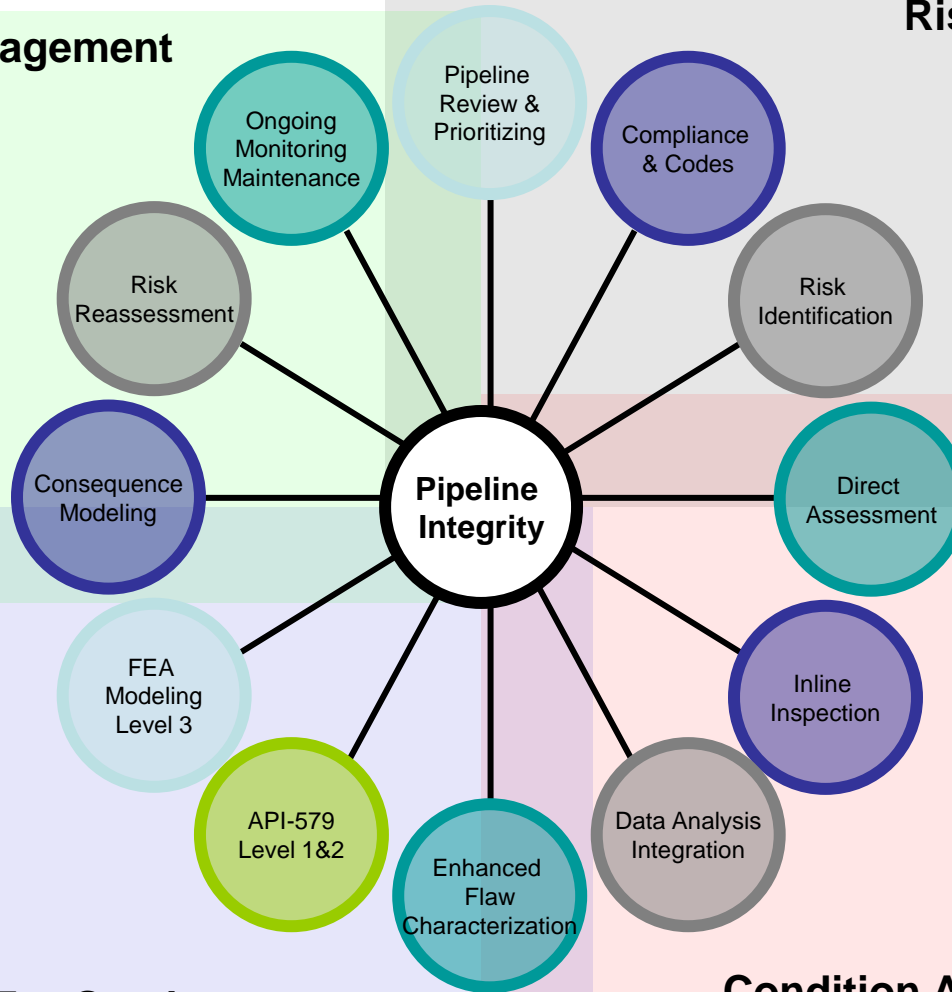 Pipeline
Review &
Prioritizing
Ongoing
Monitoring
Maintenance
Compliance
& Codes
Risk
Reassessment
Risk
Identification
Consequence
Modeling
Pipeline
Integrity
Direct
Assessment
FEA
Modeling
Level 3
Inline
Inspection
API-579
Level 1&2
Data Analysis
Integration
Enhanced
Flaw
Characterization
Condition